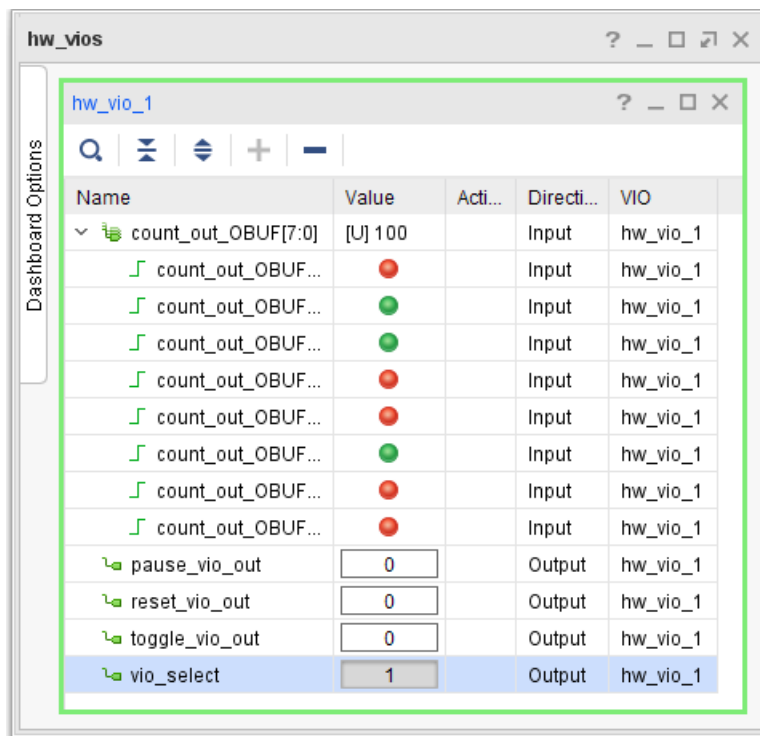 hw_vios
Dashboard Options
hw_vio_1
Name Value Acti... Directi... VIO
count_out_OBUF[7:0] [U] 100 Input hw_vio_1
count_out_OBUF... Input hw_vio_1
count_out_OBUF... Input hw_vio_1
count_out_OBUF... Input hw_vio_1
count_out_OBUF... Input hw_vio_1
count_out_OBUF... Input hw_vio_1
count_out_OBUF... Input hw_vio_1
count_out_OBUF... Input hw_vio_1
count_out_OBUF... Input hw_vio_1
pause_vio_out 0 Output hw_vio_1
reset_vio_out 0 Output hw_vio_1
toggle_vio_out 0 Output hw_vio_1
vio_select 1 Output hw_vio_1